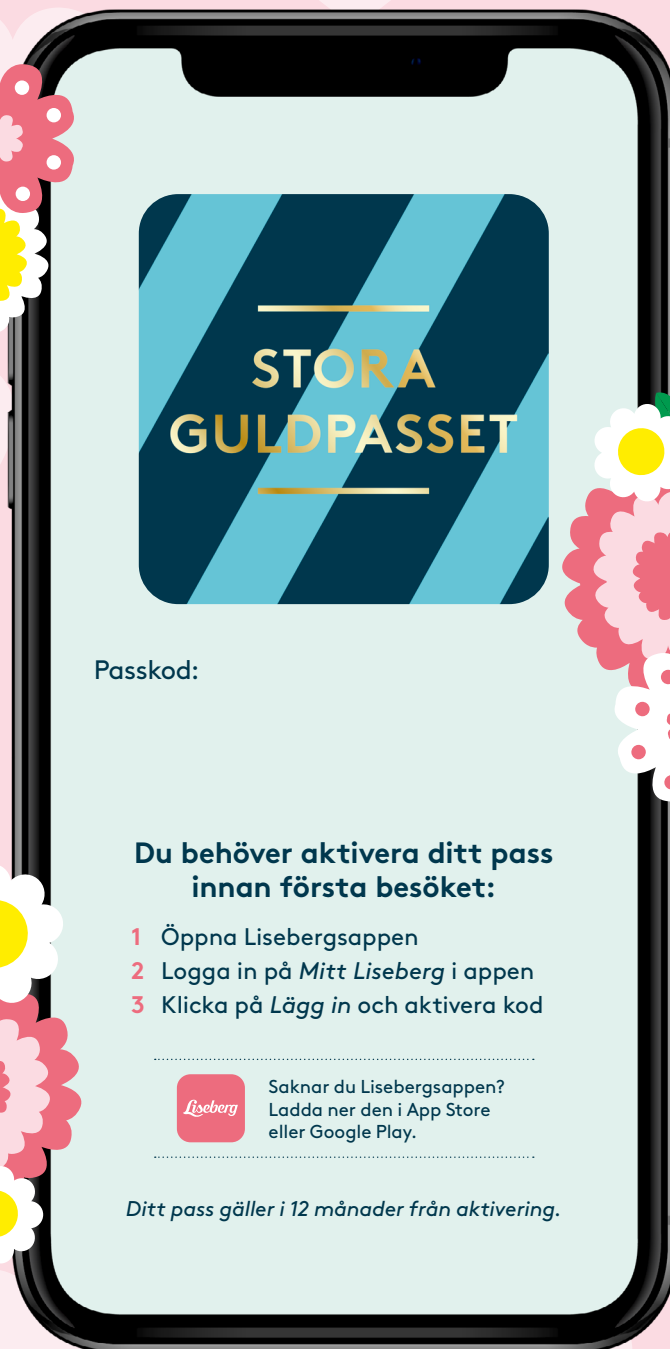 STORA
GULDPASSET
Passkod:
Du behöver aktivera ditt pass
innan första besöket:
1 Öppna Lisebergsappen
2 Logga in på Mitt Liseberg i appen
3 Klicka på Lägg in och aktivera kod
Liseberg
Saknar du Lisebergsappen?
Ladda ner den i App Store
eller Google Play.
Ditt pass gäller i 12 månader från aktivering.